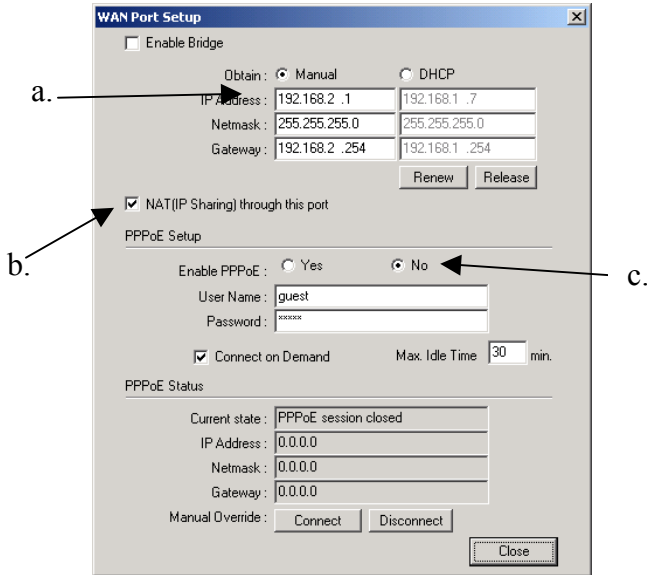 WAN Port Setup
Enable Bridge
Obtain : Manual DHCP
a.
IP Address : 192.168.2 .1 192.168.1 .7
Netmask : 255.255.255.0 255.255.255.0
Gateway : 192.168.2 .254 192.168.1 .254
Renew Release
NAT(IP Sharing) through this port
b.
PPPoE Setup
Enable PPPoE : Yes No
c.
User Name : guest
Password : xxxxx
Connect on Demand Max. Idle Time 30 min.
PPPoE Status
Current state : PPPoE session closed
IP Address : 0.0.0.0
Netmask : 0.0.0.0
Gateway : 0.0.0.0
Manual Override : Connect Disconnect
Close